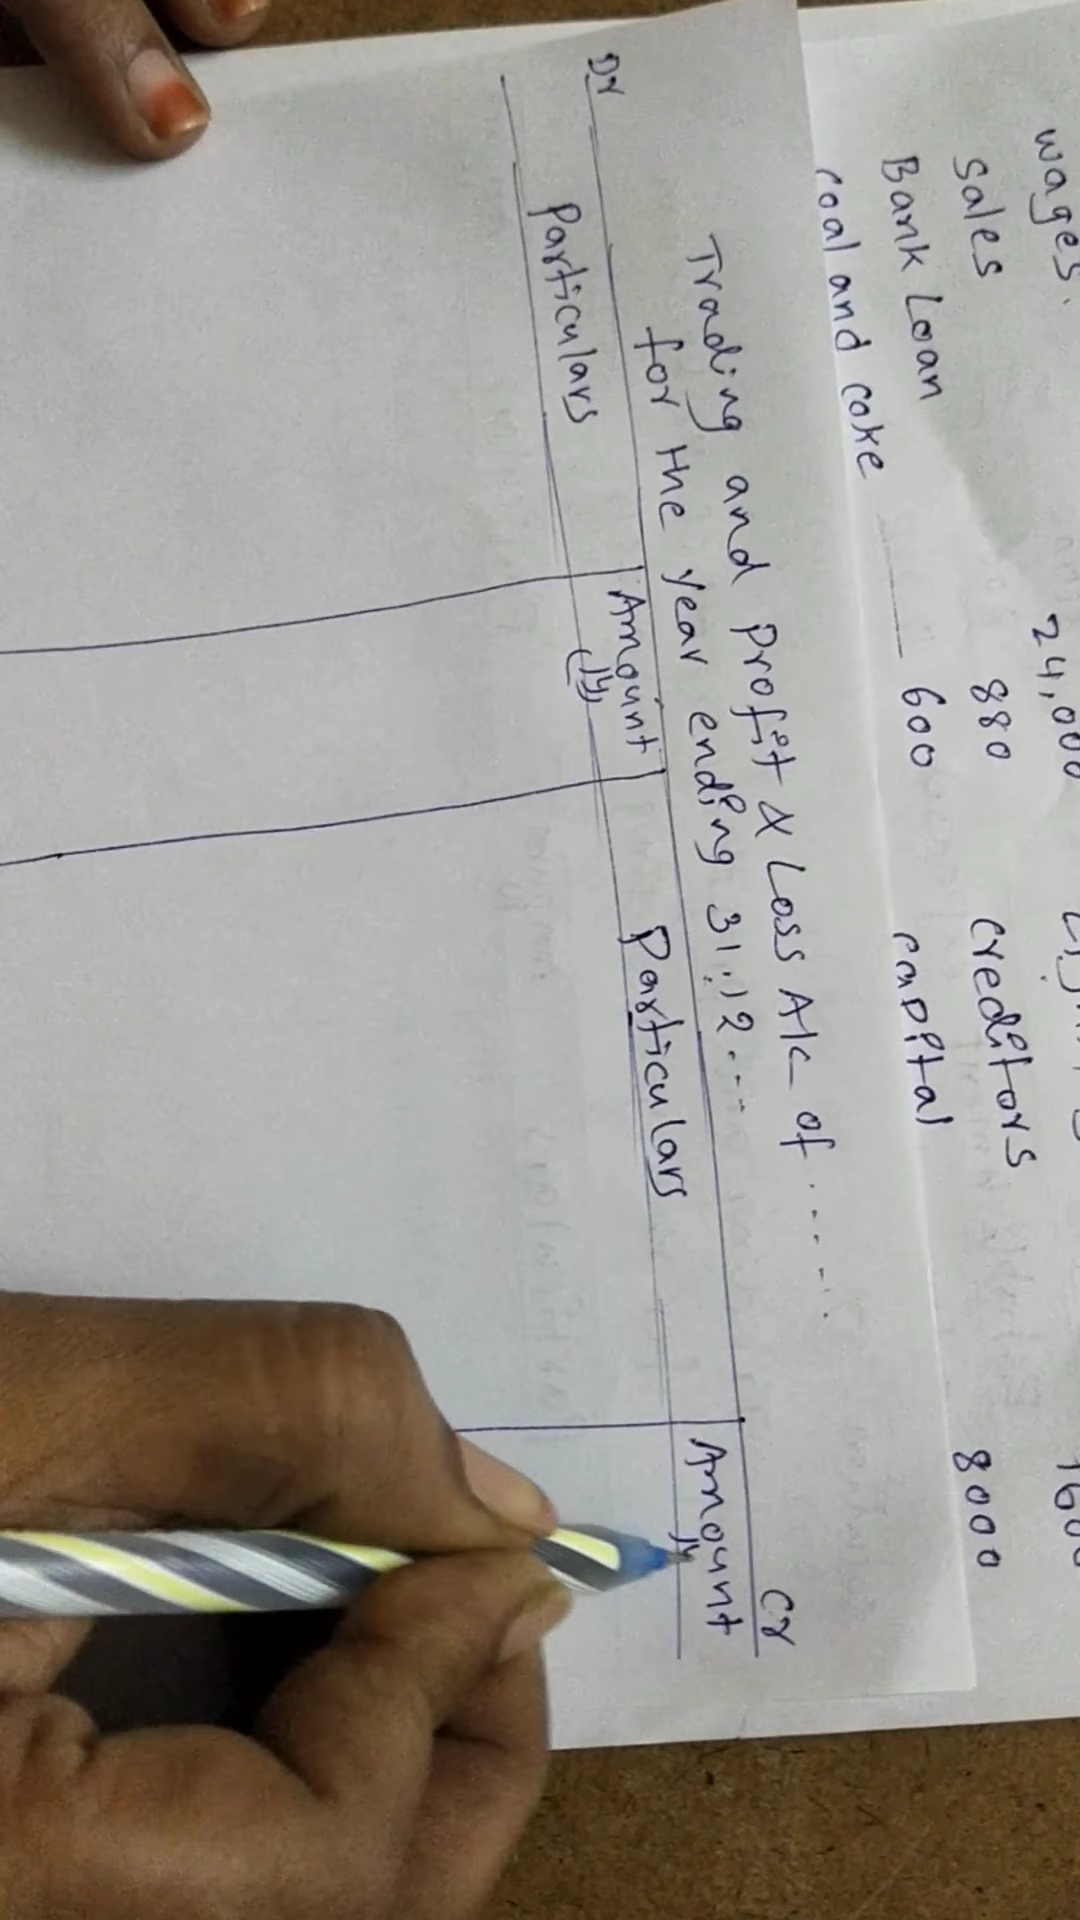 wages.
Sales 24,000
Bank Loan 880 creditors 8000
coal and coke 600 capital
Trading and profit & Loss A/c of ......
for the year ending 31.12....
Dr Cr
Particulars Amount Particulars Amount